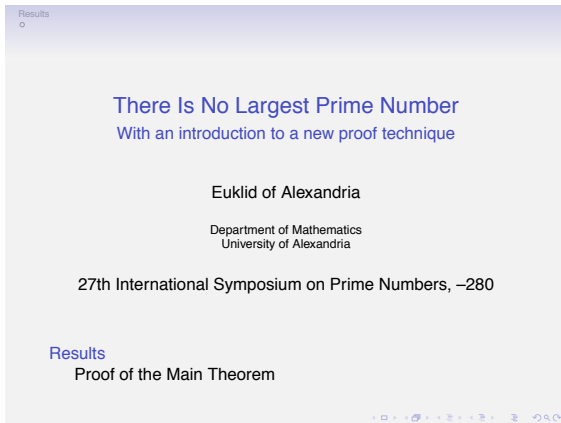 Results
There Is No Largest Prime Number
With an introduction to a new proof technique
Euklid of Alexandria
Department of Mathematics
University of Alexandria
27th International Symposium on Prime Numbers, –280
Results
Proof of the Main Theorem